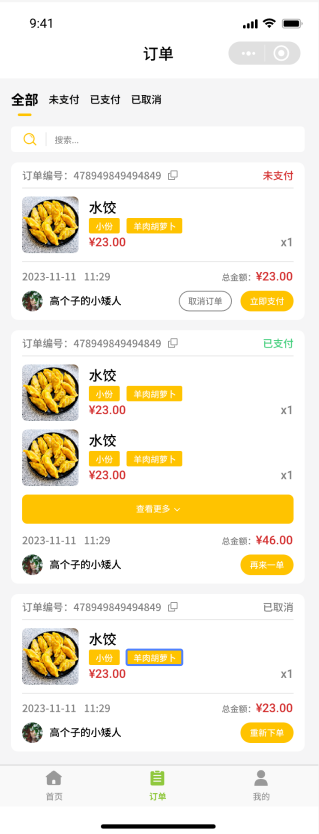 9:41
订单
全部 未支付 已支付 已取消
搜索...
订单编号：478949849494849 未支付
水饺
小份 羊肉胡萝卜
¥23.00 x1
2023-11-11 11:29 总金额：¥23.00
高个子的小矮人 取消订单 立即支付
订单编号：478949849494849 已支付
水饺
小份 羊肉胡萝卜
¥23.00 x1
水饺
小份 羊肉胡萝卜
¥23.00 x1
查看更多
2023-11-11 11:29 总金额：¥46.00
高个子的小矮人 再来一单
订单编号：478949849494849 已取消
水饺
小份 羊肉胡萝卜
¥23.00 x1
2023-11-11 11:29 总金额：¥23.00
高个子的小矮人 重新下单
首页 订单 我的